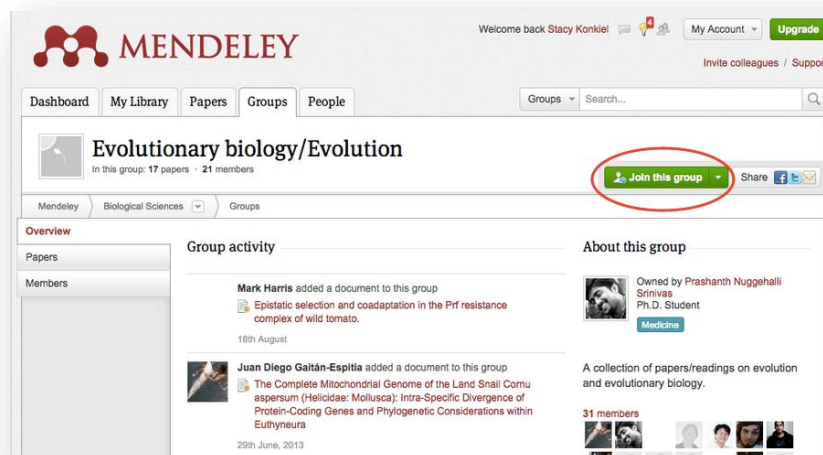 MENDELEY
Welcome back Stacy Konkiel
4
My Account
Upgrade
Invite colleagues / Suppor
Dashboard
My Library
Papers
Groups
People
Groups
Search...
Evolutionary biology/Evolution
In this group: 17 papers · 21 members
Join this group
Share
Mendeley
Biological Sciences
Groups
Overview
Papers
Members
Group activity
Mark Harris added a document to this group
Epistatic selection and coadaptation in the Prf resistance
complex of wild tomato.
18th August
Juan Diego Gaitán-Espitia added a document to this group
The Complete Mitochondrial Genome of the Land Snail Cornu
aspersum (Helicidae: Mollusca): Intra-Specific Divergence of
Protein-Coding Genes and Phylogenetic Considerations within
Euthyneura
29th June, 2013
About this group
Owned by Prashanth Nuggehalli
Srinivas
Ph.D. Student
Medicine
A collection of papers/readings on evolution
and evolutionary biology.
31 members